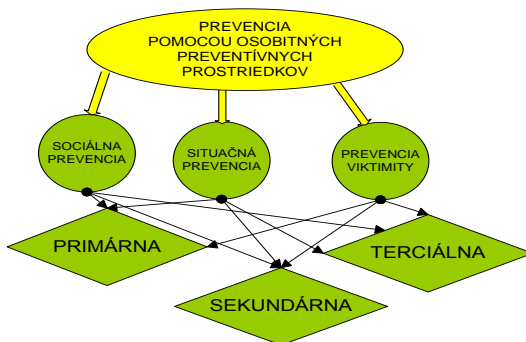 PREVENCIA
POMOCOU OSOBITNÝCH
PREVENTÍVNYCH
PROSTRIEDKOV
SOCIÁLNA
PREVENCIA
SITUAČNÁ
PREVENCIA
PREVENCIA
VIKTIMITY
PRIMÁRNA
TERCIÁLNA
SEKUNDÁRNA